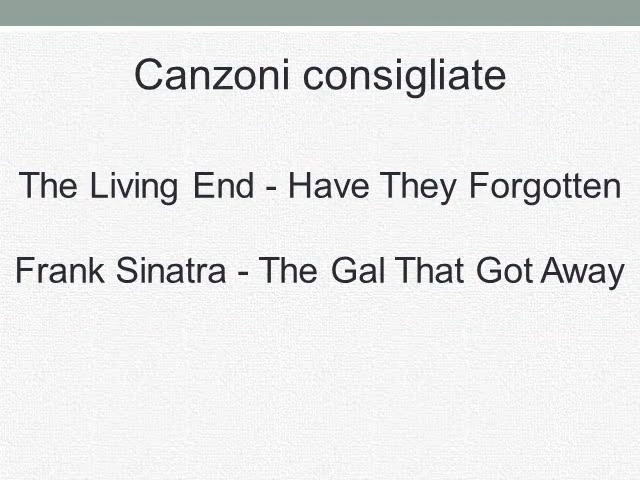 Canzoni consigliate
The Living End - Have They Forgotten
Frank Sinatra - The Gal That Got Away